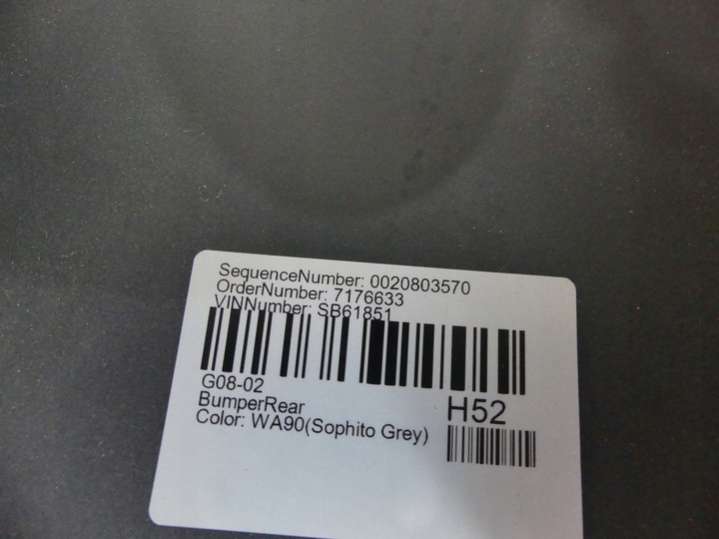 SequenceNumber: 0020803570
OrderNumber: 7176633
VINNumber: SB61851
G08-02
BumperRear
H52
Color: WA90(Sophito Grey)